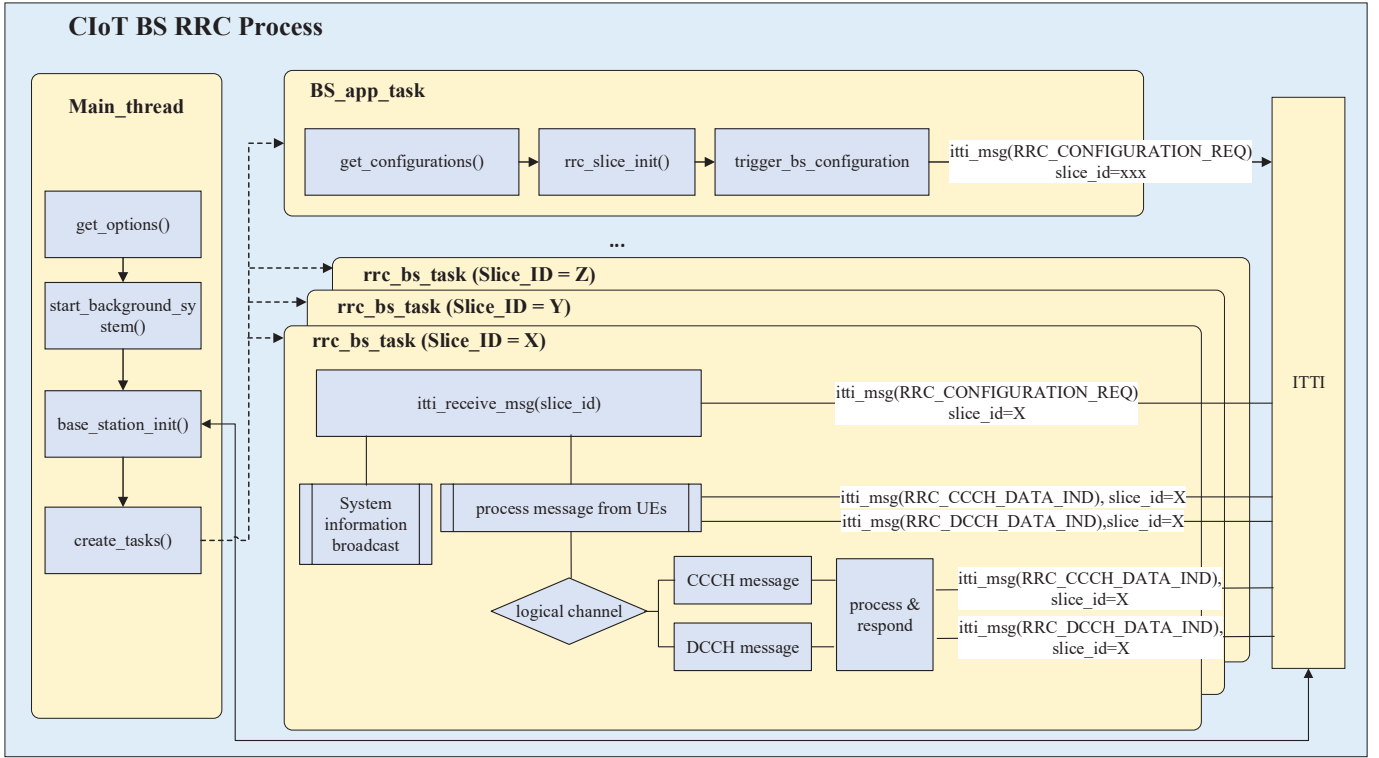 CIoT BS RRC Process
Main_thread
get_options()
start_background_sy
stem()
base_station_init()
create_tasks()
BS_app_task
get_configurations()
rrc_slice_init()
trigger_bs_configuration
itti_msg(RRC_CONFIGURATION_REQ)
slice_id=xxx
...
rrc_bs_task (Slice_ID = Z)
rrc_bs_task (Slice_ID = Y)
rrc_bs_task (Slice_ID = X)
itti_receive_msg(slice_id)
itti_msg(RRC_CONFIGURATION_REQ)
slice_id=X
System
information
broadcast
process message from UEs
itti_msg(RRC_CCCH_DATA_IND), slice_id=X
itti_msg(RRC_DCCH_DATA_IND),slice_id=X
logical channel
CCCH message
DCCH message
process &
respond
itti_msg(RRC_CCCH_DATA_IND),
slice_id=X
itti_msg(RRC_DCCH_DATA_IND),
slice_id=X
ITTI